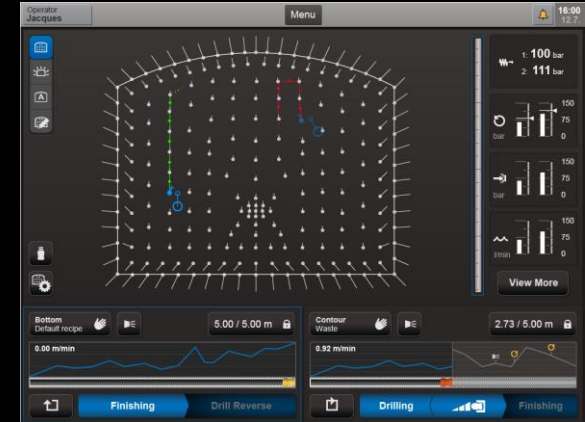 Operator
Jacques
Menu
16:00
12.7.
1: 100 bar
2: 111 bar
150
75
0
bar
150
75
0
bar
150
75
0
l/min
View More
Bottom
Default recipe
5.00 / 5.00 m
0.00 m/min
Finishing
Drill Reverse
Contour
Waste
2.73 / 5.00 m
0.92 m/min
Drilling
Finishing